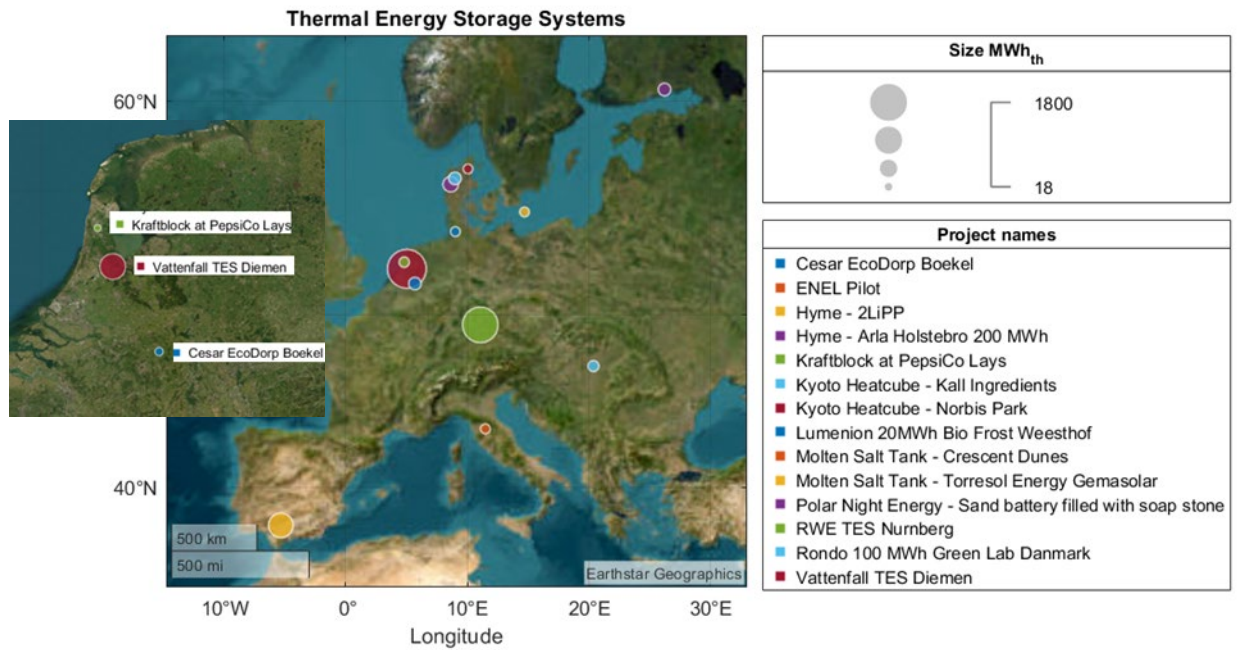 Thermal Energy Storage Systems
60°N
40°N
Kraftblock at PepsiCo Lays
Vattenfall TES Diemen
Cesar EcoDorp Boekel
500 km
500 mi
Earthstar Geographics
10°W
0°
10°E
20°E
30°E
Longitude
Size MWhth
1800
18
Project names
Cesar EcoDorp Boekel
ENEL Pilot
Hyme - 2LiPP
Hyme - Arla Holstebro 200 MWh
Kraftblock at PepsiCo Lays
Kyoto Heatcube - Kall Ingredients
Kyoto Heatcube - Norbis Park
Lumenion 20MWh Bio Frost Weesthof
Molten Salt Tank - Crescent Dunes
Molten Salt Tank - Torresol Energy Gemasolar
Polar Night Energy - Sand battery filled with soap stone
RWE TES Nurnberg
Rondo 100 MWh Green Lab Danmark
Vattenfall TES Diemen